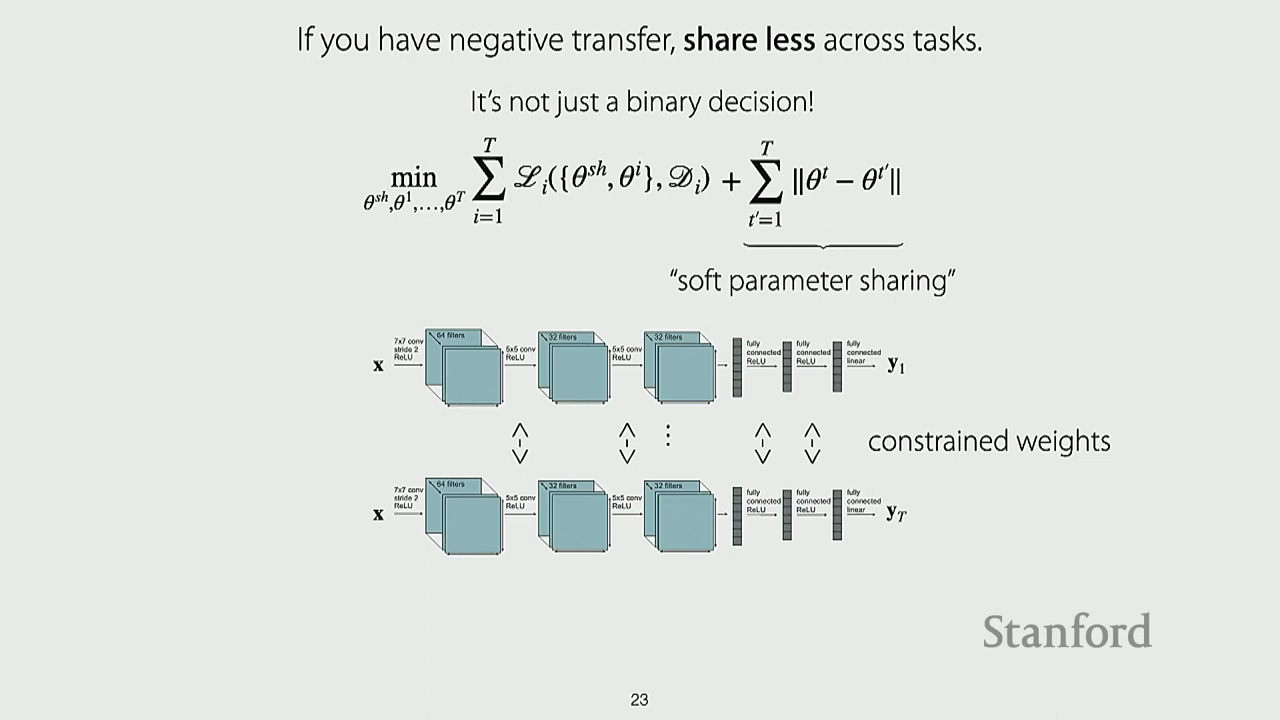 If you have negative transfer, share less across tasks.
It's not just a binary decision!
min_{θ^{sh},θ^1,…,θ^T} ∑_{i=1}^{T} ℒ_i({θ^{sh}, θ^i}, 𝒟_i) + ∑_{t'=1}^{T} ‖θ^t − θ^{t'}‖
"soft parameter sharing"
x
7x7 conv
stride 2
ReLU
64 filters
5x5 conv
ReLU
32 filters
5x5 conv
ReLU
32 filters
fully
connected
ReLU
fully
connected
ReLU
fully
connected
linear
y₁
constrained weights
x
7x7 conv
stride 2
ReLU
64 filters
5x5 conv
ReLU
32 filters
5x5 conv
ReLU
32 filters
fully
connected
ReLU
fully
connected
ReLU
fully
connected
linear
y_T
Stanford
23